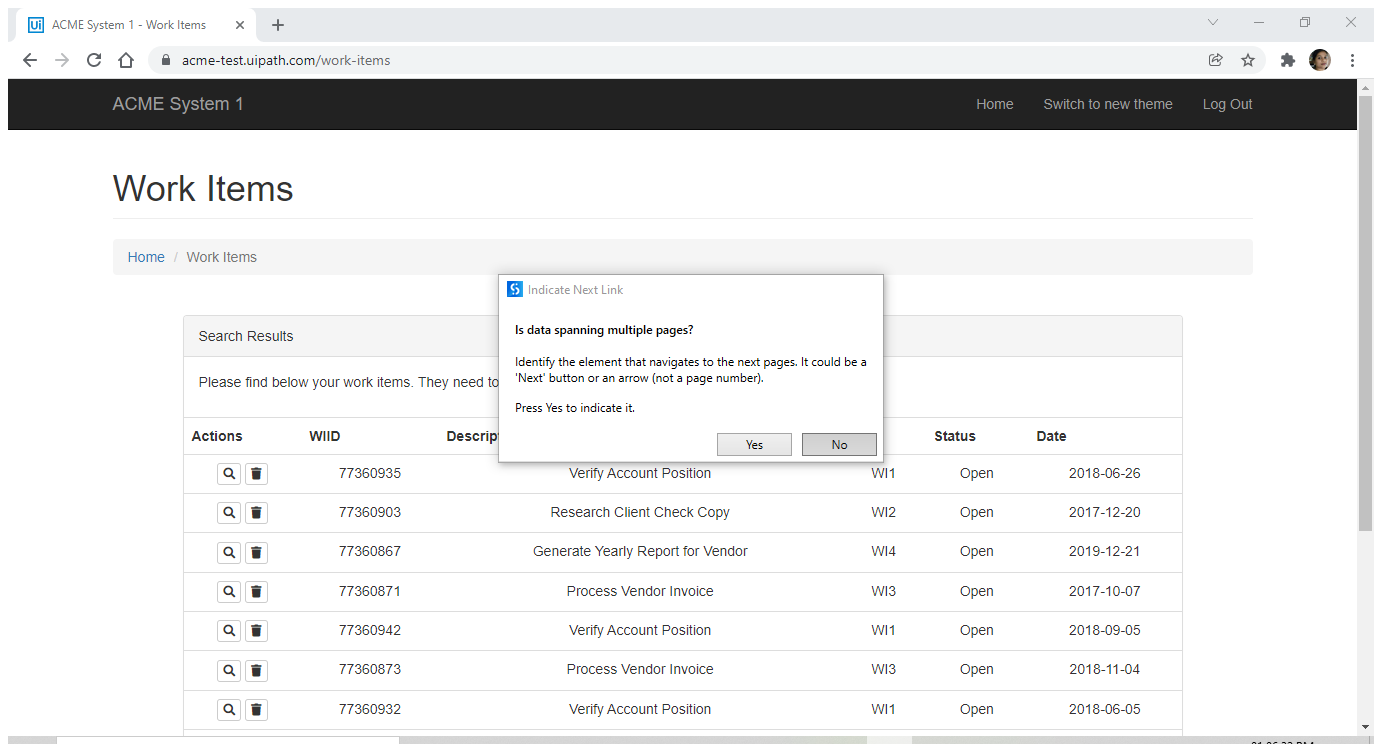 Ui ACME System 1 - Work Items
acme-test.uipath.com/work-items
ACME System 1 Home Switch to new theme Log Out
Work Items
Home / Work Items
Indicate Next Link
Is data spanning multiple pages?
Identify the element that navigates to the next pages. It could be a
'Next' button or an arrow (not a page number).
Press Yes to indicate it.
Yes No
Search Results
Please find below your work items. They need to
Actions WIID Descrip Status Date
77360935 Verify Account Position WI1 Open 2018-06-26
77360903 Research Client Check Copy WI2 Open 2017-12-20
77360867 Generate Yearly Report for Vendor WI4 Open 2019-12-21
77360871 Process Vendor Invoice WI3 Open 2017-10-07
77360942 Verify Account Position WI1 Open 2018-09-05
77360873 Process Vendor Invoice WI3 Open 2018-11-04
77360932 Verify Account Position WI1 Open 2018-06-05